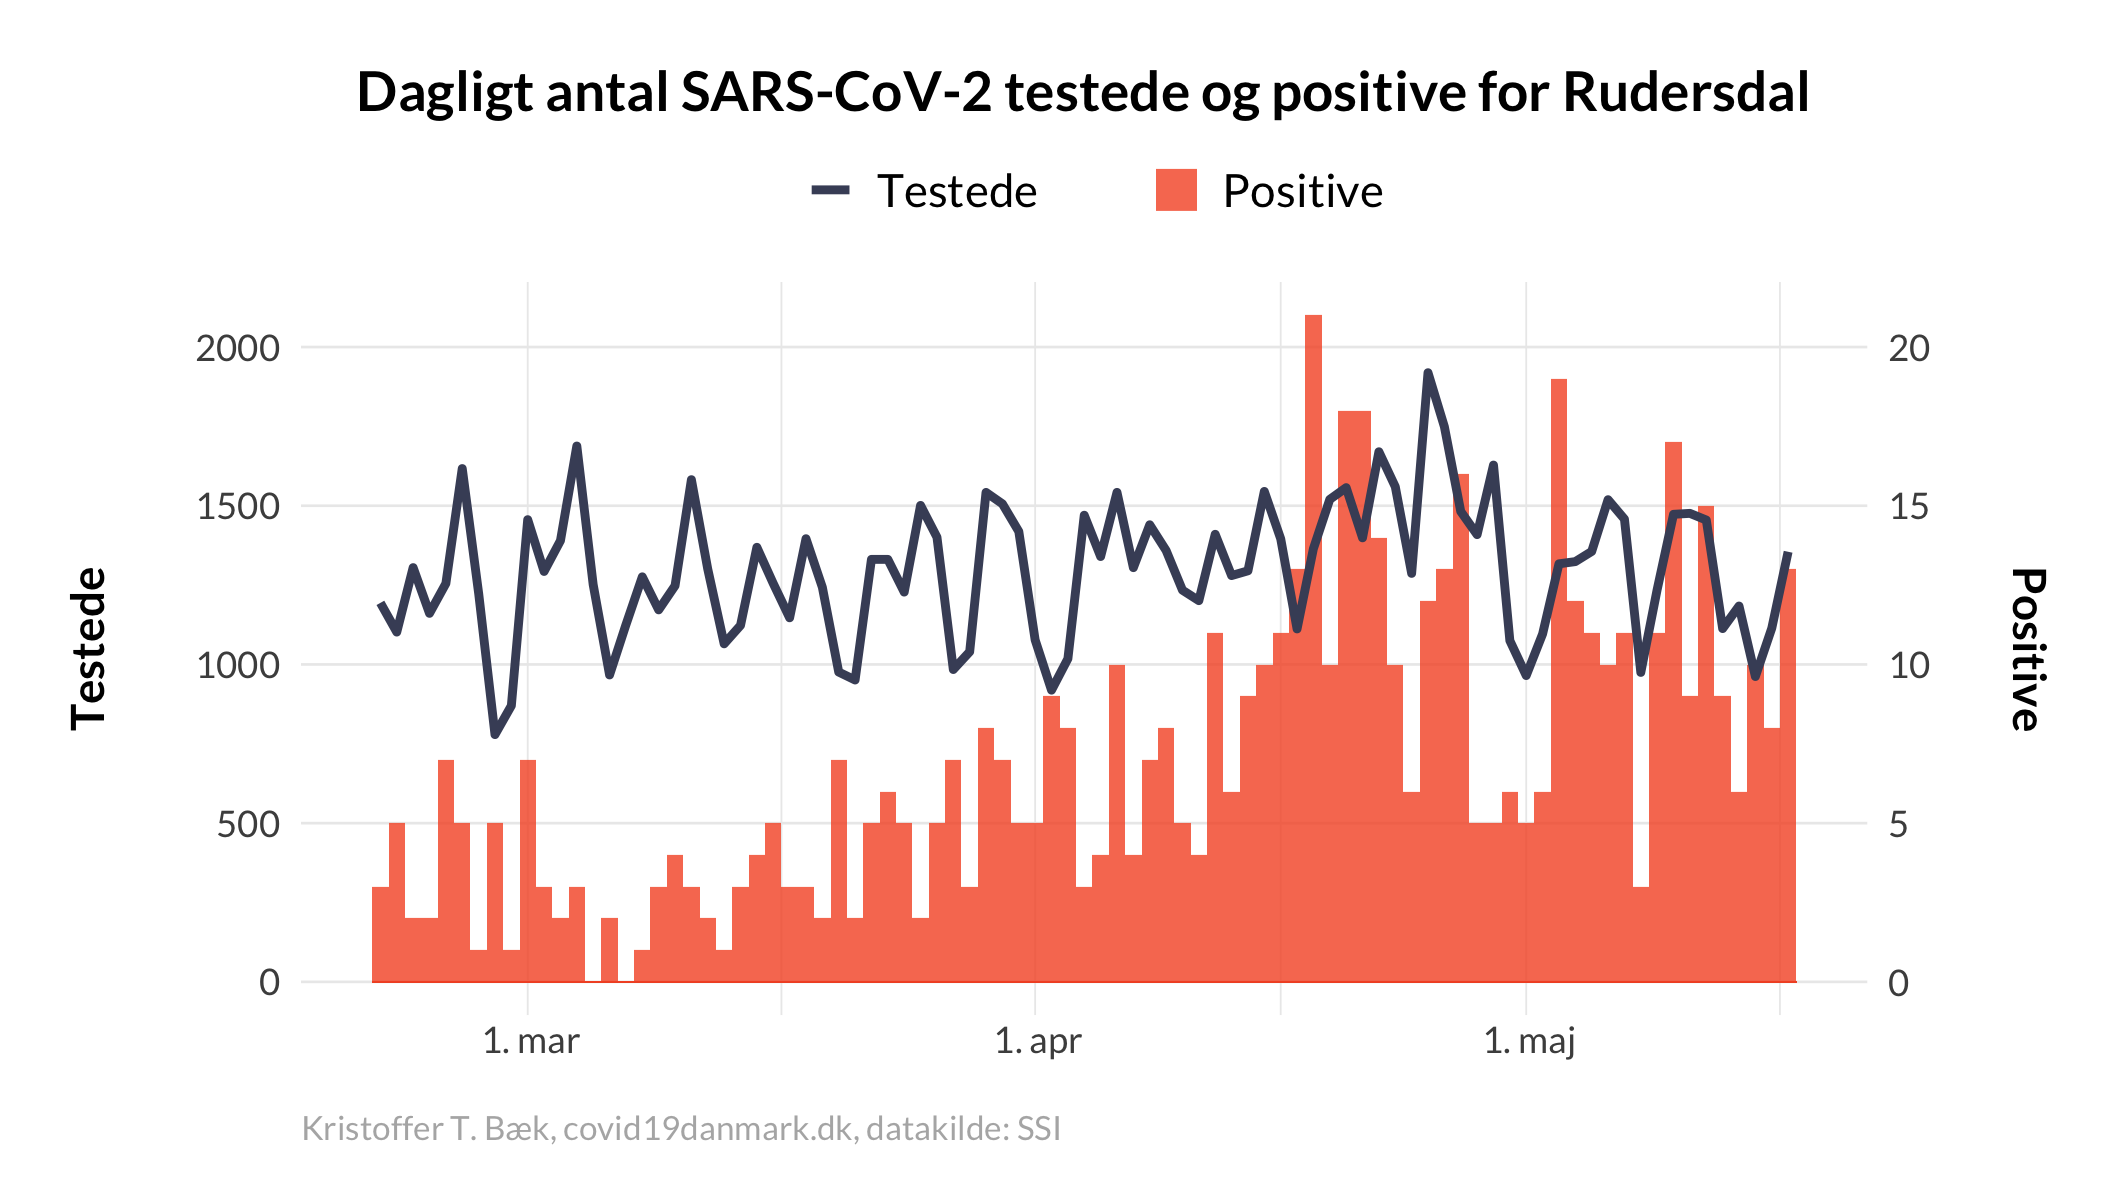 Dagligt antal SARS-CoV-2 testede og positive for Rudersdal
Testede
Positive
2000
1500
1000
500
0
20
15
10
5
0
Testede
Positive
1. mar
1. apr
1. maj
Kristoffer T. Bæk, covid19danmark.dk, datakilde: SSI